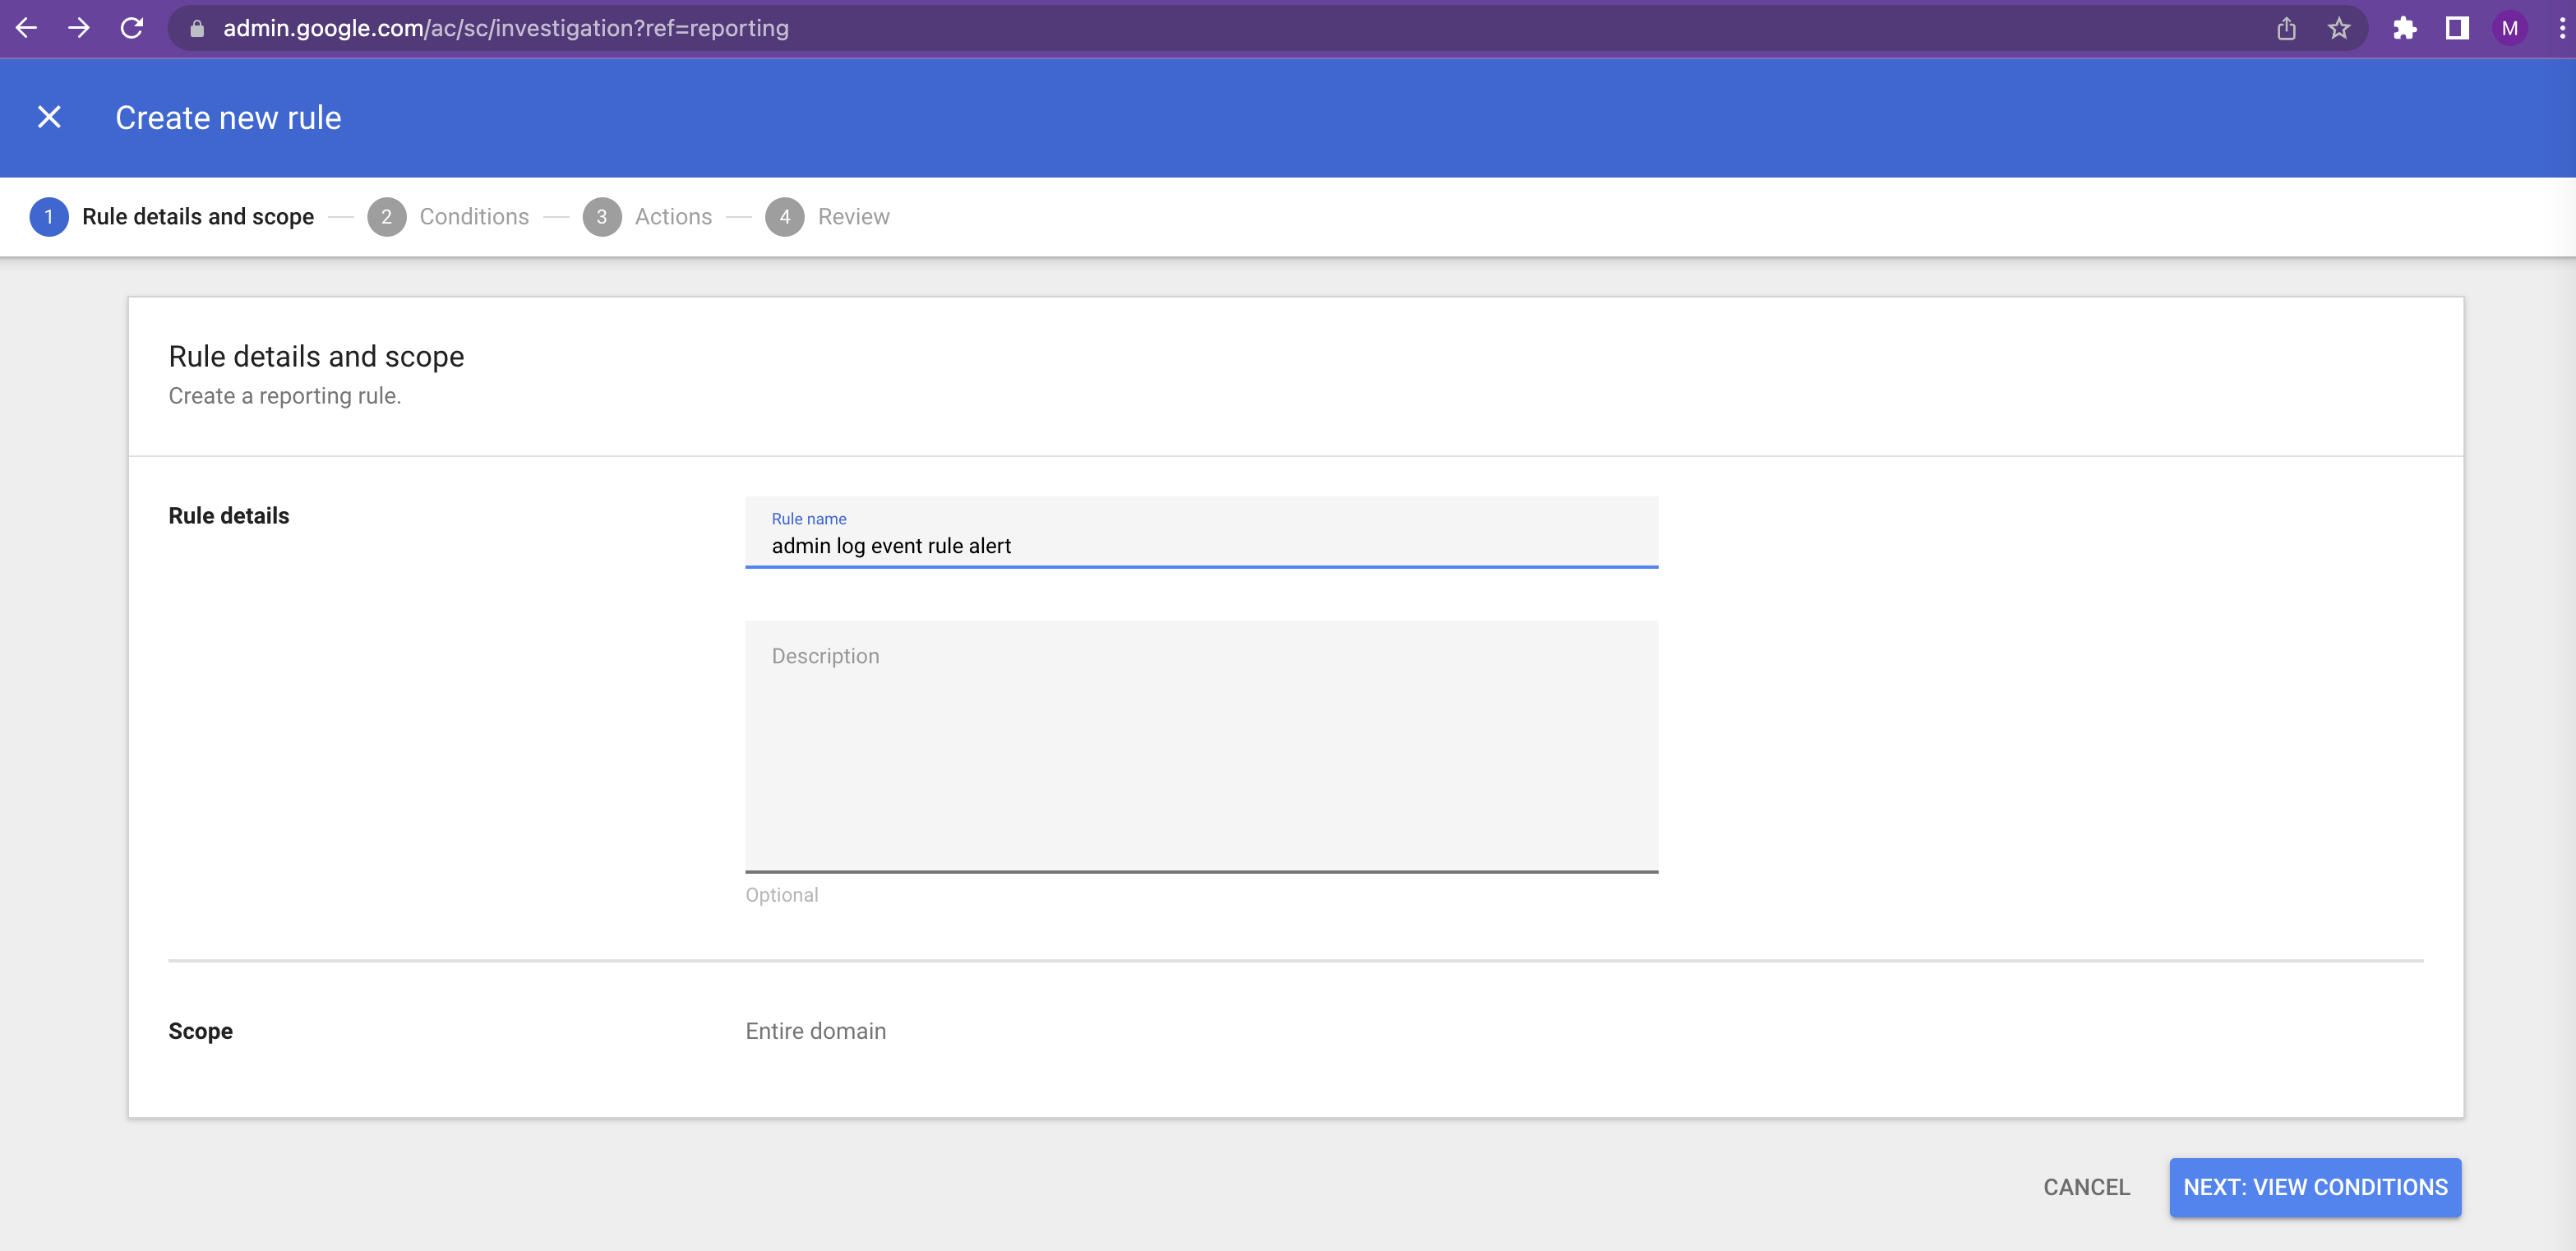 admin.google.com/ac/sc/investigation?ref=reporting
M
Create new rule
1 Rule details and scope 2 Conditions 3 Actions 4 Review
Rule details and scope
Create a reporting rule.
Rule details
Rule name
admin log event rule alert
Description
Optional
Scope
Entire domain
CANCEL
NEXT: VIEW CONDITIONS